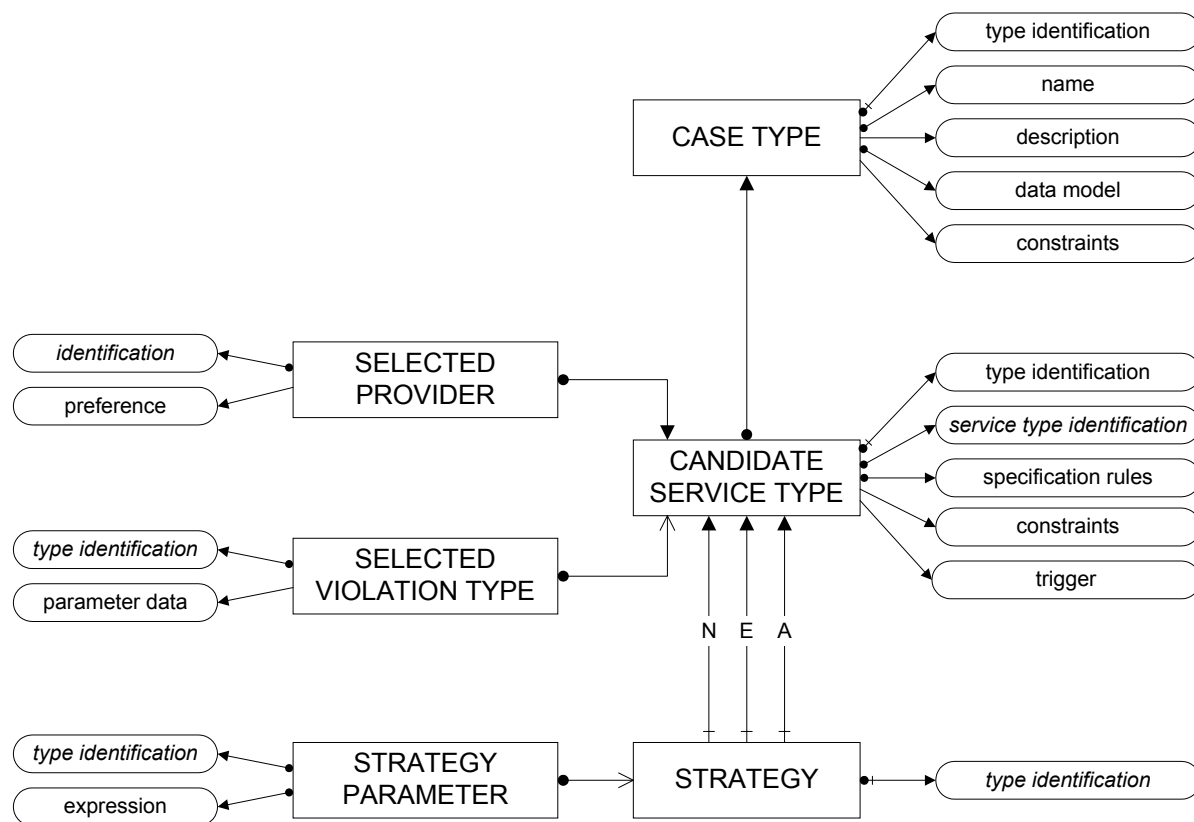 type identification
name
CASE TYPE
description
data model
constraints
identification
SELECTED
PROVIDER
preference
type identification
service type identification
CANDIDATE
SERVICE TYPE
specification rules
constraints
trigger
type identification
SELECTED
VIOLATION TYPE
parameter data
N E A
type identification
STRATEGY
PARAMETER
expression
STRATEGY
type identification